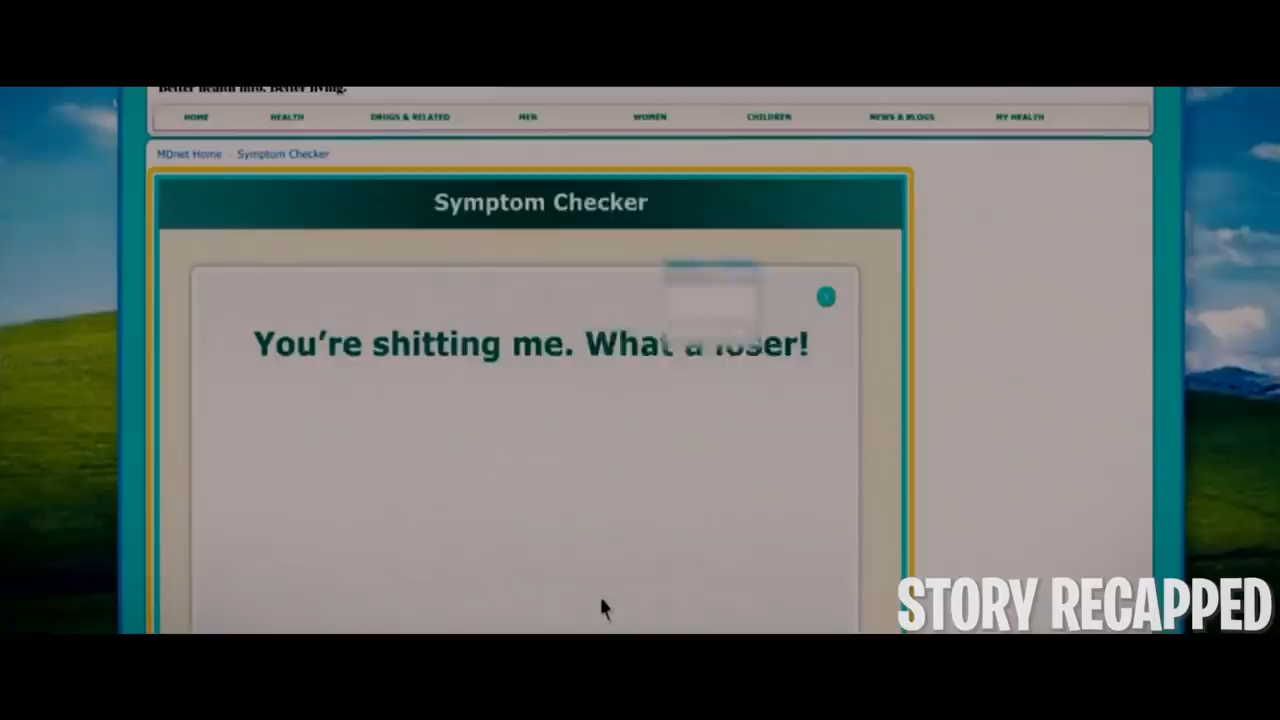 Better health info. Better living.
HOME HEALTH DRUGS & RELATED MEN WOMEN CHILDREN NEWS & BLOGS MY HEALTH
MDnet Home Symptom Checker
Symptom Checker
You're shitting me. What a loser!
STORY RECAPPED